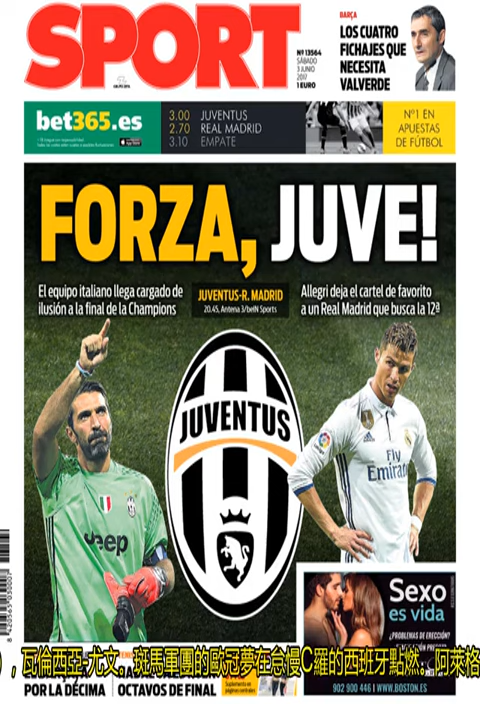 SPORT
Nº 13564
SÁBADO
3 JUNIO
2017
1 EURO
BARÇA
LOS CUATRO
FICHAJES QUE
NECESITA
VALVERDE
bet365.es
3.00 JUVENTUS
2.70 REAL MADRID
3.10 EMPATE
Nº1 EN
APUESTAS
DE FÚTBOL
FORZA, JUVE!
El equipo italiano llega cargado de
ilusión a la final de la Champions
JUVENTUS-R. MADRID
20.45, Antena 3/beIN Sports
Allegri deja el cartel de favorito
a un Real Madrid que busca la 12ª
JUVENTUS
Jeep
Fly
Emirates
Sexo
es vida
¿PROBLEMAS DE ERECCIÓN?
902 900 446 I WWW.BOSTON.ES
，瓦倫西亞-尤文。斑馬軍團的歐冠夢在怠慢C羅的西班牙點燃。阿萊格
POR LA DÉCIMA
OCTAVOS DE FINAL
8 420565 030007